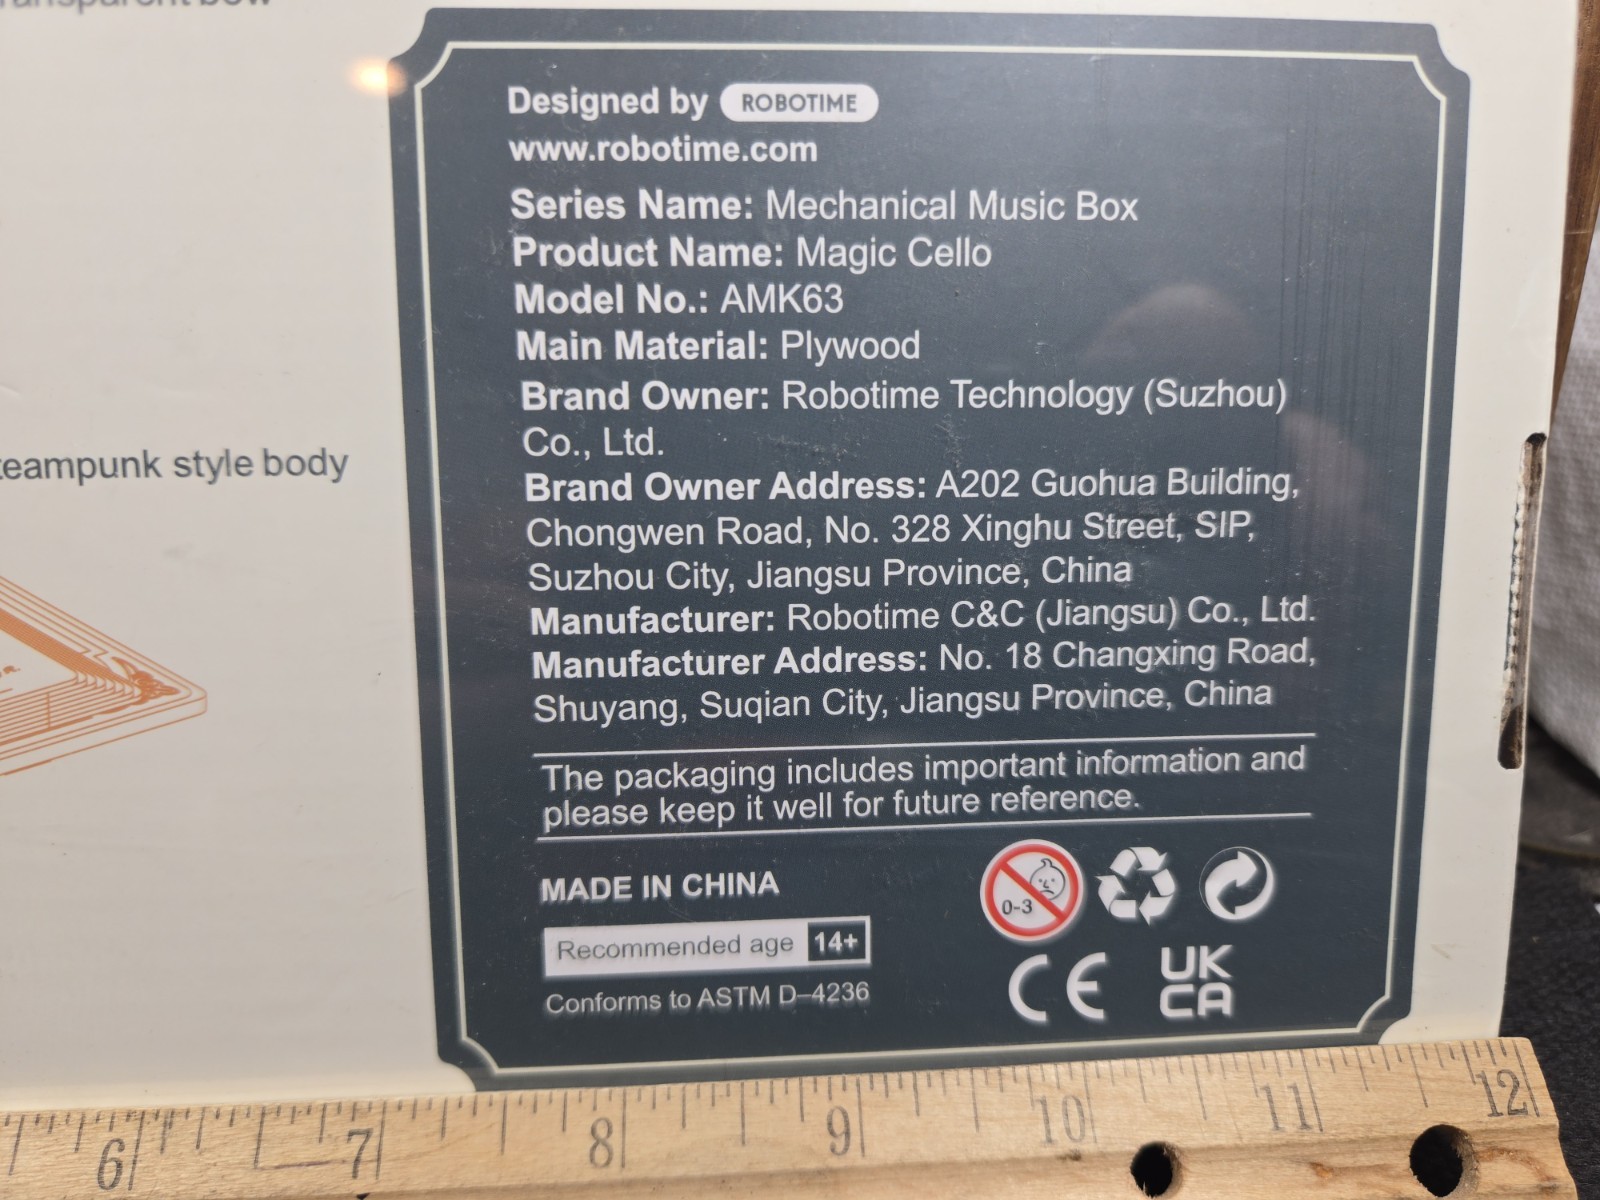 bow
Designed by ROBOTIME
www.robotime.com
Series Name: Mechanical Music Box
Product Name: Magic Cello
Model No.: AMK63
Main Material: Plywood
Brand Owner: Robotime Technology (Suzhou)
Co., Ltd.
Brand Owner Address: A202 Guohua Building,
Chongwen Road, No. 328 Xinghu Street, SIP,
Suzhou City, Jiangsu Province, China
Manufacturer: Robotime C&C (Jiangsu) Co., Ltd.
Manufacturer Address: No. 18 Changxing Road,
Shuyang, Suqian City, Jiangsu Province, China
teampunk style body
The packaging includes important information and
please keep it well for future reference.
MADE IN CHINA
Recommended age 14+
Conforms to ASTM D-4236
0-3
CE
UK
CA
6 7 8 9 10 11 12